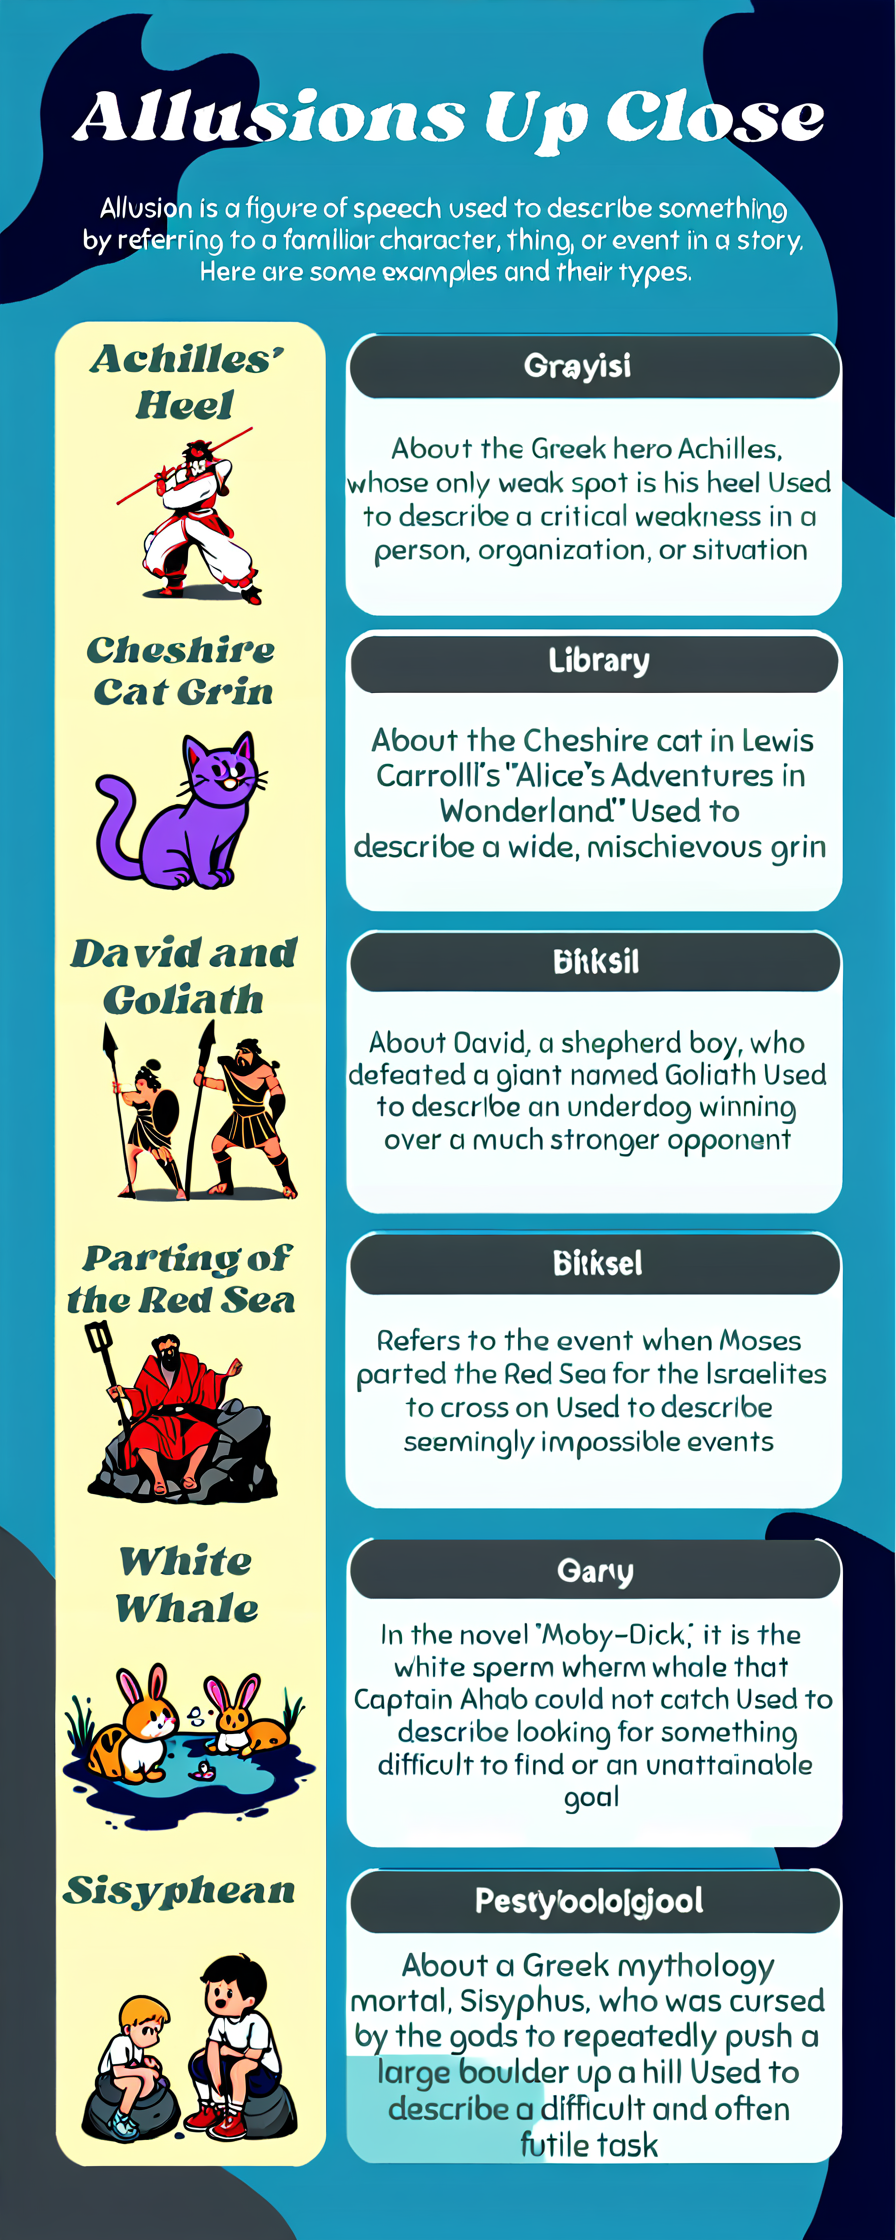 Allusions Up Close
Allusion is a figure of speech used to describe something
by referring to a familiar character, thing, or event in a story.
Here are some examples and their types.
Achilles'
Heel
Grayisi
About the Greek hero Achilles,
whose only weak spot is his heel Used
to describe a critical weakness in a
person, organization, or situation
Cheshire
Cat Grin
Library
About the Cheshire cat in Lewis
Carrolll's "Alice's Adventures in
Wonderland" Used to
describe a wide, mischievous grin
David and
Goliath
About David, a shepherd boy, who
defeated a giant named Goliath Used
to describe an underdog winning
over a much stronger opponent
Parting of
the Red Sea
Bitksel
Refers to the event when Moses
parted the Red Sea for the Israelites
to cross on Used to describe
seemingly impossible events
White
Whale
In the novel "Moby-Dick," it is the
white sperm wherm whale that
Captain Ahab could not catch Used to
describe looking for something
difficult to find or an unattainable
goal
Sisyphean
About a Greek mythology
mortal, Sisyphus, who was cursed
by the gods to repeatedly push a
large boulder up a hill Used to
describe a difficult and often
futile task